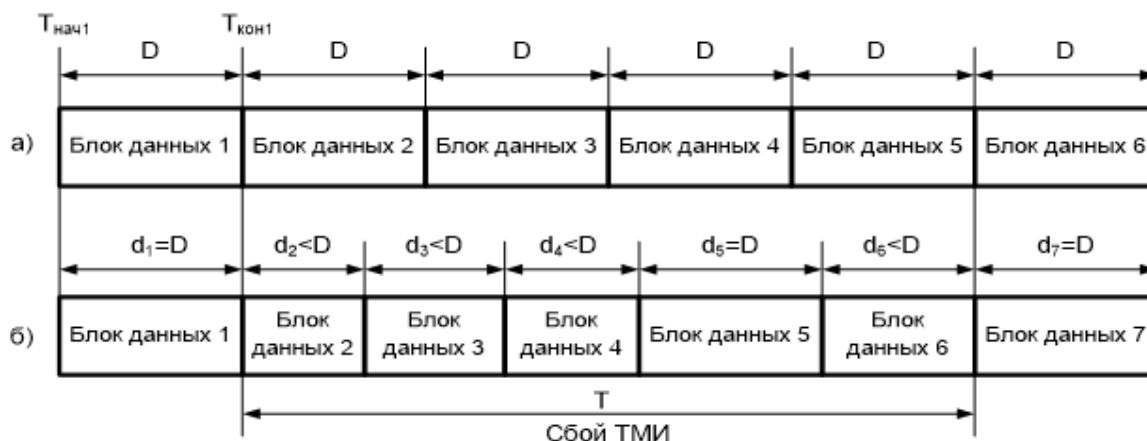 Tнач1 Tкон1
D D D D D D
а) Блок данных 1 Блок данных 2 Блок данных 3 Блок данных 4 Блок данных 5 Блок данных 6
d₁=D d₂<D d₃<D d₄<D d₅=D d₆<D d₇=D
б) Блок данных 1 Блок данных 2 Блок данных 3 Блок данных 4 Блок данных 5 Блок данных 6 Блок данных 7
T
Сбой ТМИ